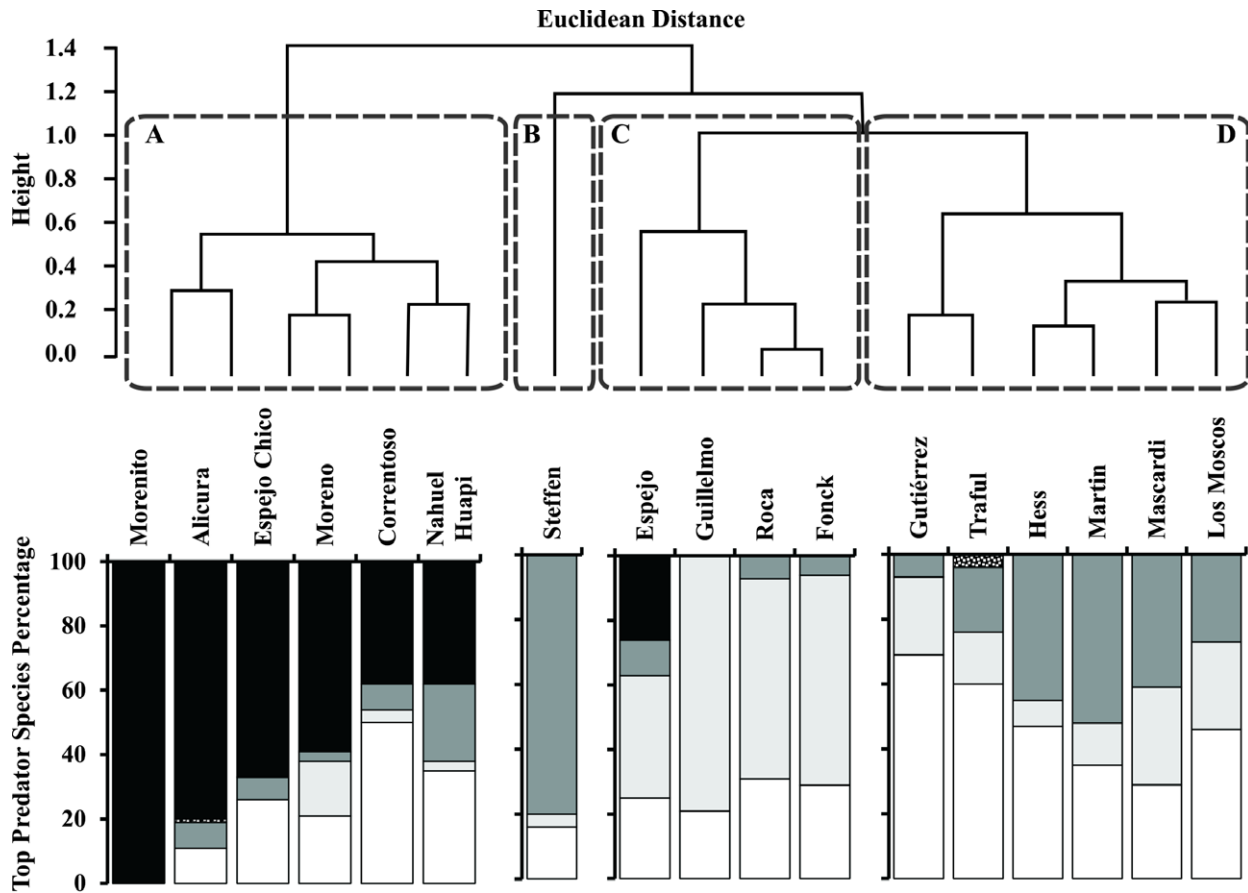 Euclidean Distance
Height
1.4
1.2
1.0
0.8
0.6
0.4
0.2
0.0
A
B
C
D
Morenito
Alicura
Espejo Chico
Moreno
Correntoso
Nahuel
Huapi
Steffen
Espejo
Guillelmo
Roca
Fonck
Gutiérrez
Traful
Hess
Martin
Mascardi
Los Moscos
Top Predator Species Percentage
100
80
60
40
20
0